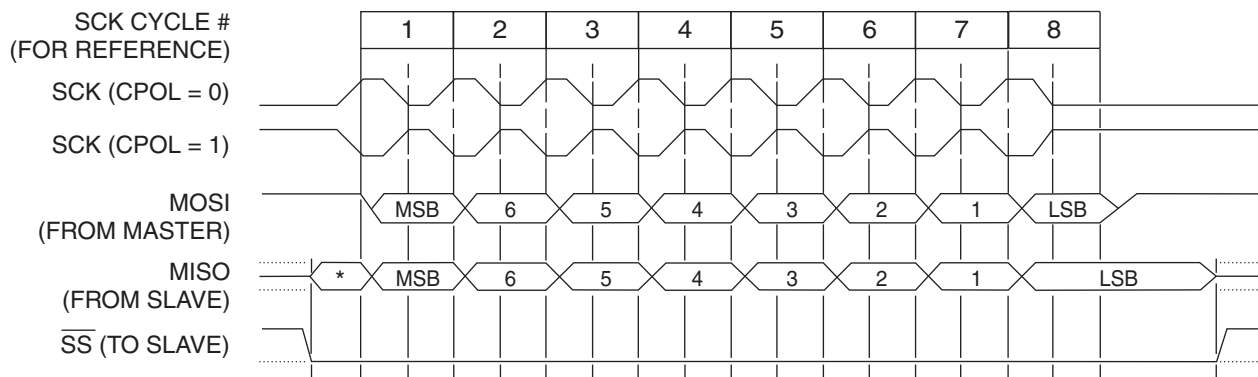 SCK CYCLE #
(FOR REFERENCE)
1 2 3 4 5 6 7 8
SCK (CPOL = 0)
SCK (CPOL = 1)
MOSI
(FROM MASTER)
MSB 6 5 4 3 2 1 LSB
MISO
(FROM SLAVE)
* MSB 6 5 4 3 2 1 LSB
S̅S̅ (TO SLAVE)